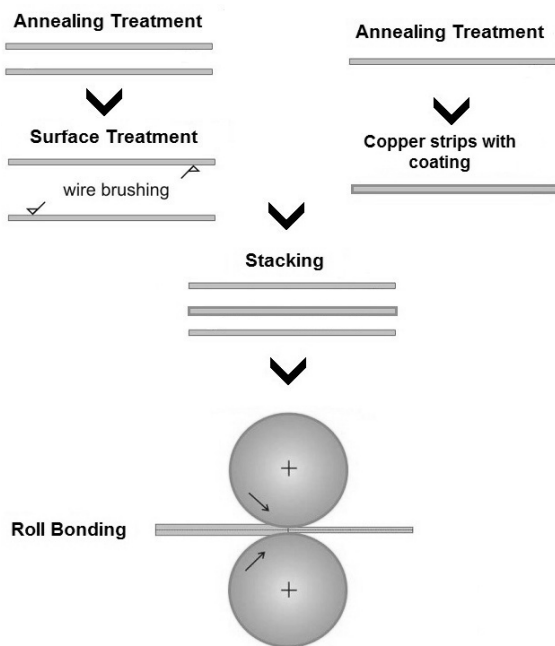 Annealing Treatment
Annealing Treatment
Surface Treatment
wire brushing
Copper strips with
coating
Stacking
Roll Bonding